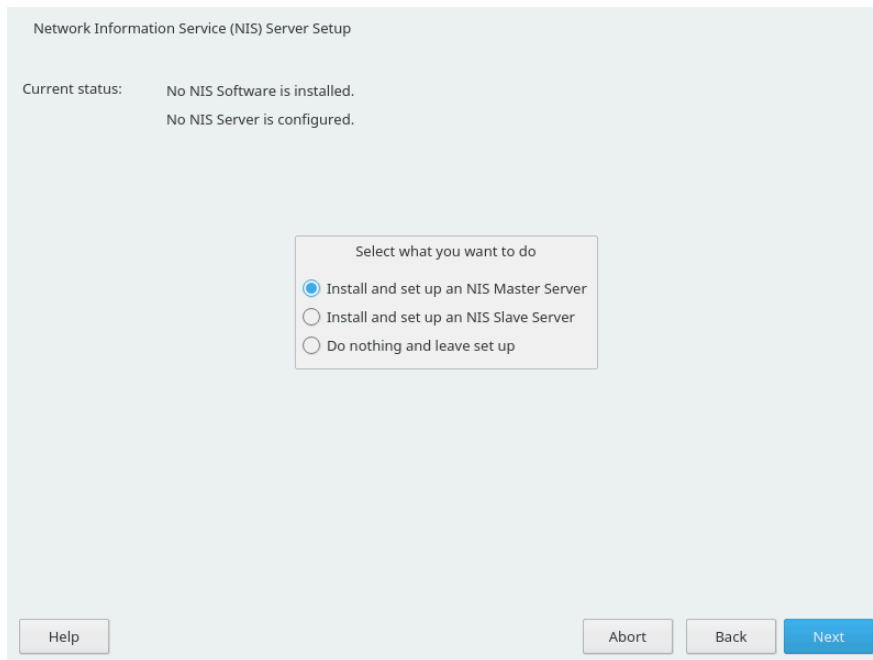 Network Information Service (NIS) Server Setup
Current status:
No NIS Software is installed.
No NIS Server is configured.
Select what you want to do
Install and set up an NIS Master Server
Install and set up an NIS Slave Server
Do nothing and leave set up
Help
Abort
Back
Next